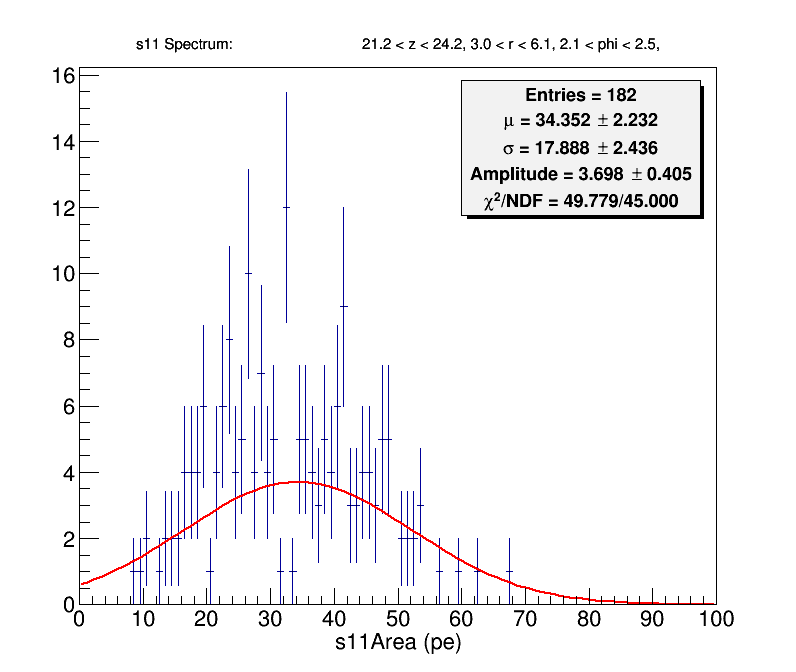 s11 Spectrum: 21.2 < z < 24.2, 3.0 < r < 6.1, 2.1 < phi < 2.5,
Entries = 182
μ = 34.352 ± 2.232
σ = 17.888 ± 2.436
Amplitude = 3.698 ± 0.405
χ²/NDF = 49.779/45.000
16
14
12
10
8
6
4
2
0
0 10 20 30 40 50 60 70 80 90 100
s11Area (pe)